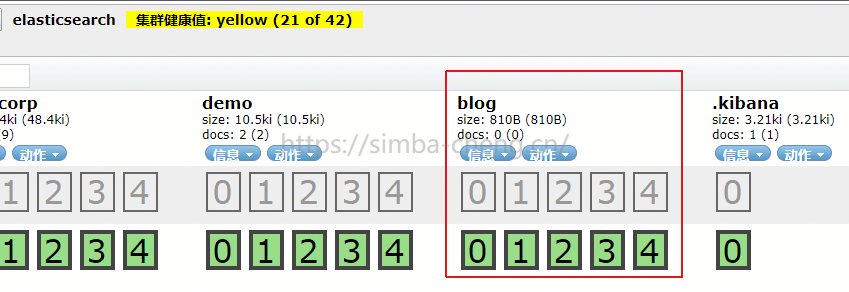 elasticsearch 集群健康值: yellow (21 of 42)
corp demo blog .kibana
4ki (48.4ki) size: 10.5ki (10.5ki) size: 810B (810B) size: 3.21ki (3.21ki)
(9) docs: 2 (2) docs: 0 (0) docs: 1 (1)
动作 信息 动作 信息 动作 信息 动作
https://simba-cheng.cn/
1 2 3 4 0 1 2 3 4 0 1 2 3 4 0
1 2 3 4 0 1 2 3 4 0 1 2 3 4 0